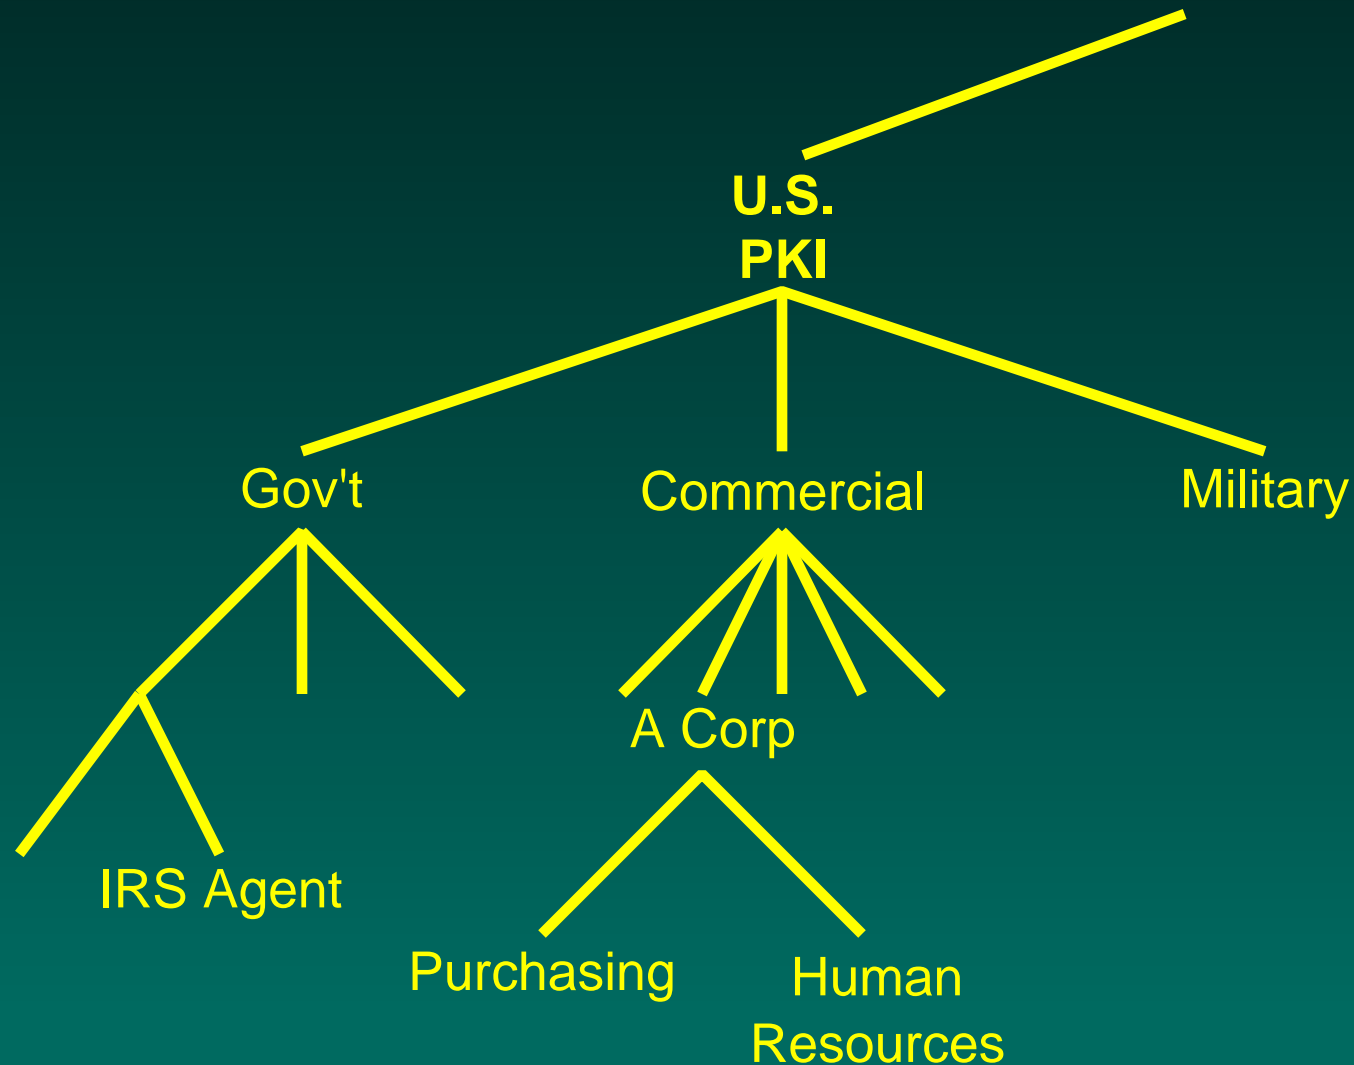 U.S.
PKI
Gov't
Commercial
Military
A Corp
IRS Agent
Purchasing
Human
Resources